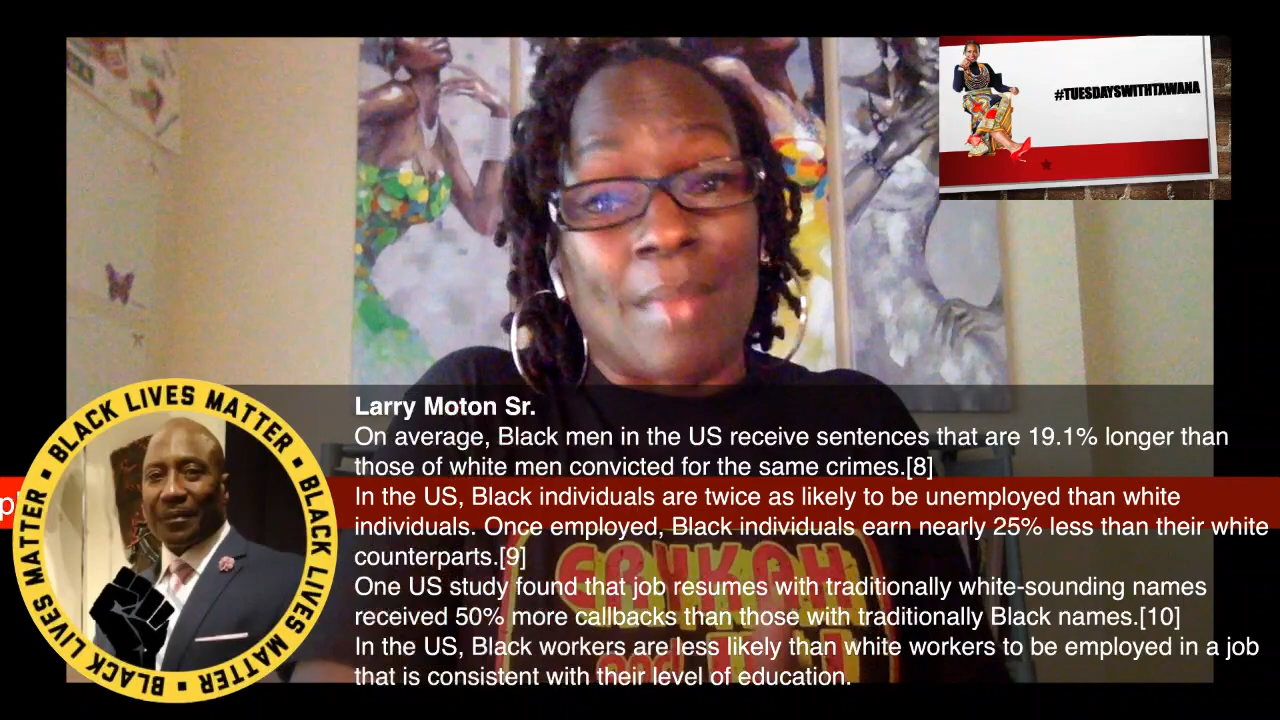 #TUESDAYSWITHTAWANA
BLACK LIVES MATTER • BLACK LIVES MATTER • BLACK LIVES MATTER •
Larry Moton Sr.
On average, Black men in the US receive sentences that are 19.1% longer than
those of white men convicted for the same crimes.[8]
In the US, Black individuals are twice as likely to be unemployed than white
individuals. Once employed, Black individuals earn nearly 25% less than their white
counterparts.[9]
One US study found that job resumes with traditionally white-sounding names
received 50% more callbacks than those with traditionally Black names.[10]
In the US, Black workers are less likely than white workers to be employed in a job
that is consistent with their level of education.
ERYKAH